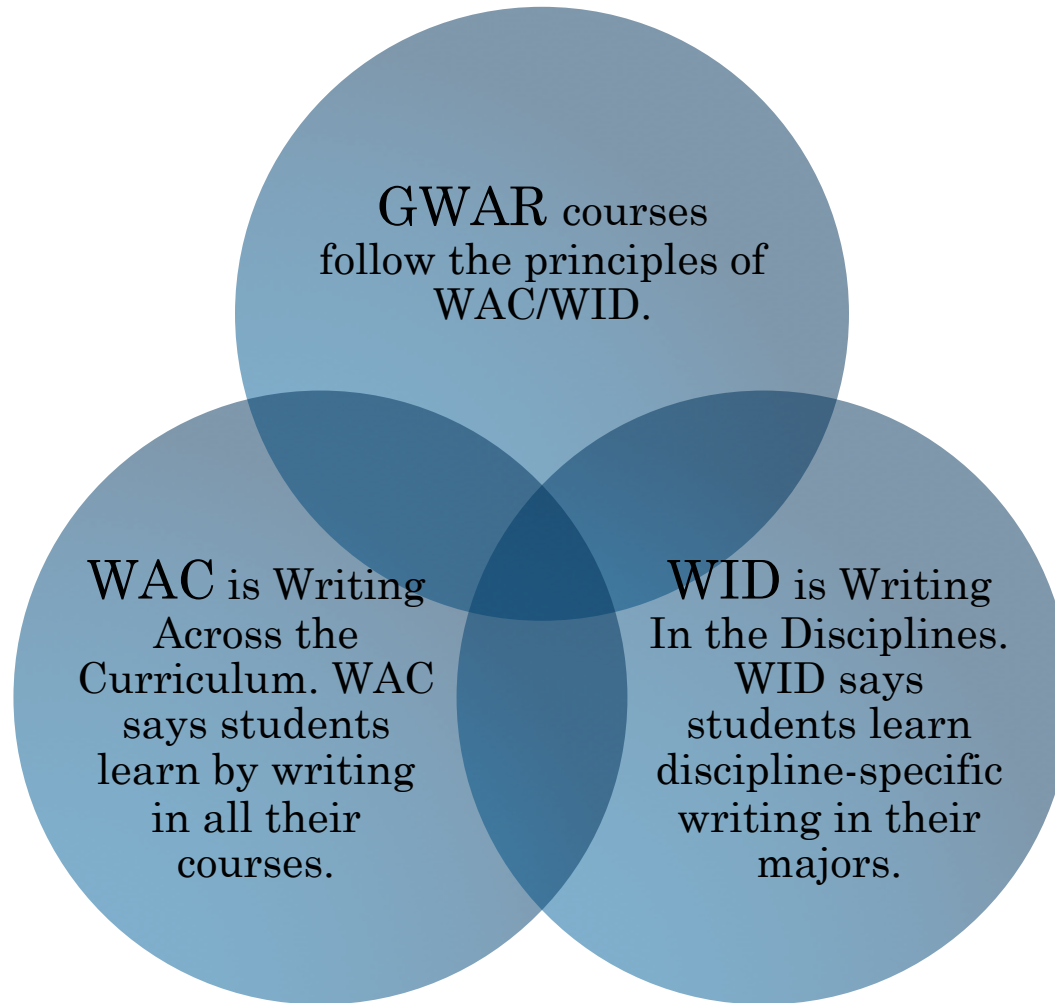 GWAR courses
follow the principles of
WAC/WID.
WAC is Writing
Across the
Curriculum. WAC
says students
learn by writing
in all their
courses.
WID is Writing
In the Disciplines.
WID says
students learn
discipline-specific
writing in their
majors.